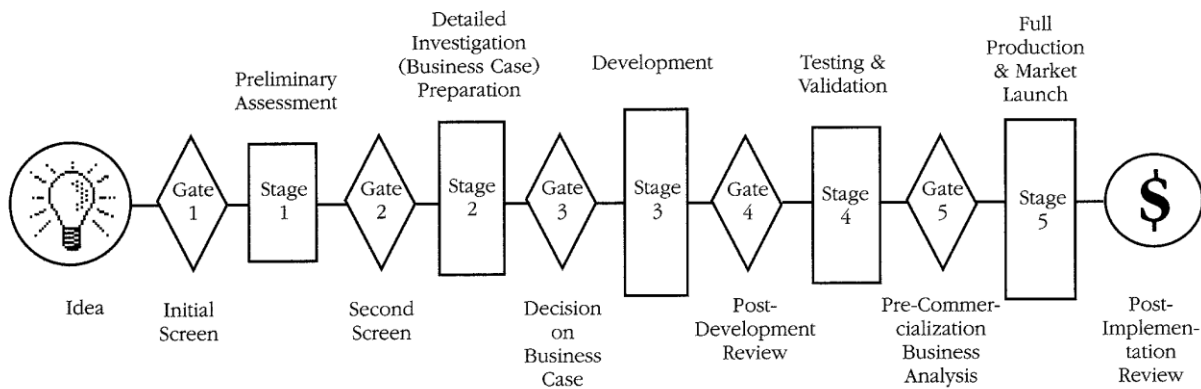 Preliminary
Assessment
Detailed
Investigation
(Business Case)
Preparation
Development
Testing &
Validation
Full
Production
& Market
Launch
Gate
1
Stage
1
Gate
2
Stage
2
Gate
3
Stage
3
Gate
4
Stage
4
Gate
5
Stage
5
$
Idea
Initial
Screen
Second
Screen
Decision
on
Business
Case
Post-
Development
Review
Pre-Commer-
cialization
Business
Analysis
Post-
Implemen-
tation
Review